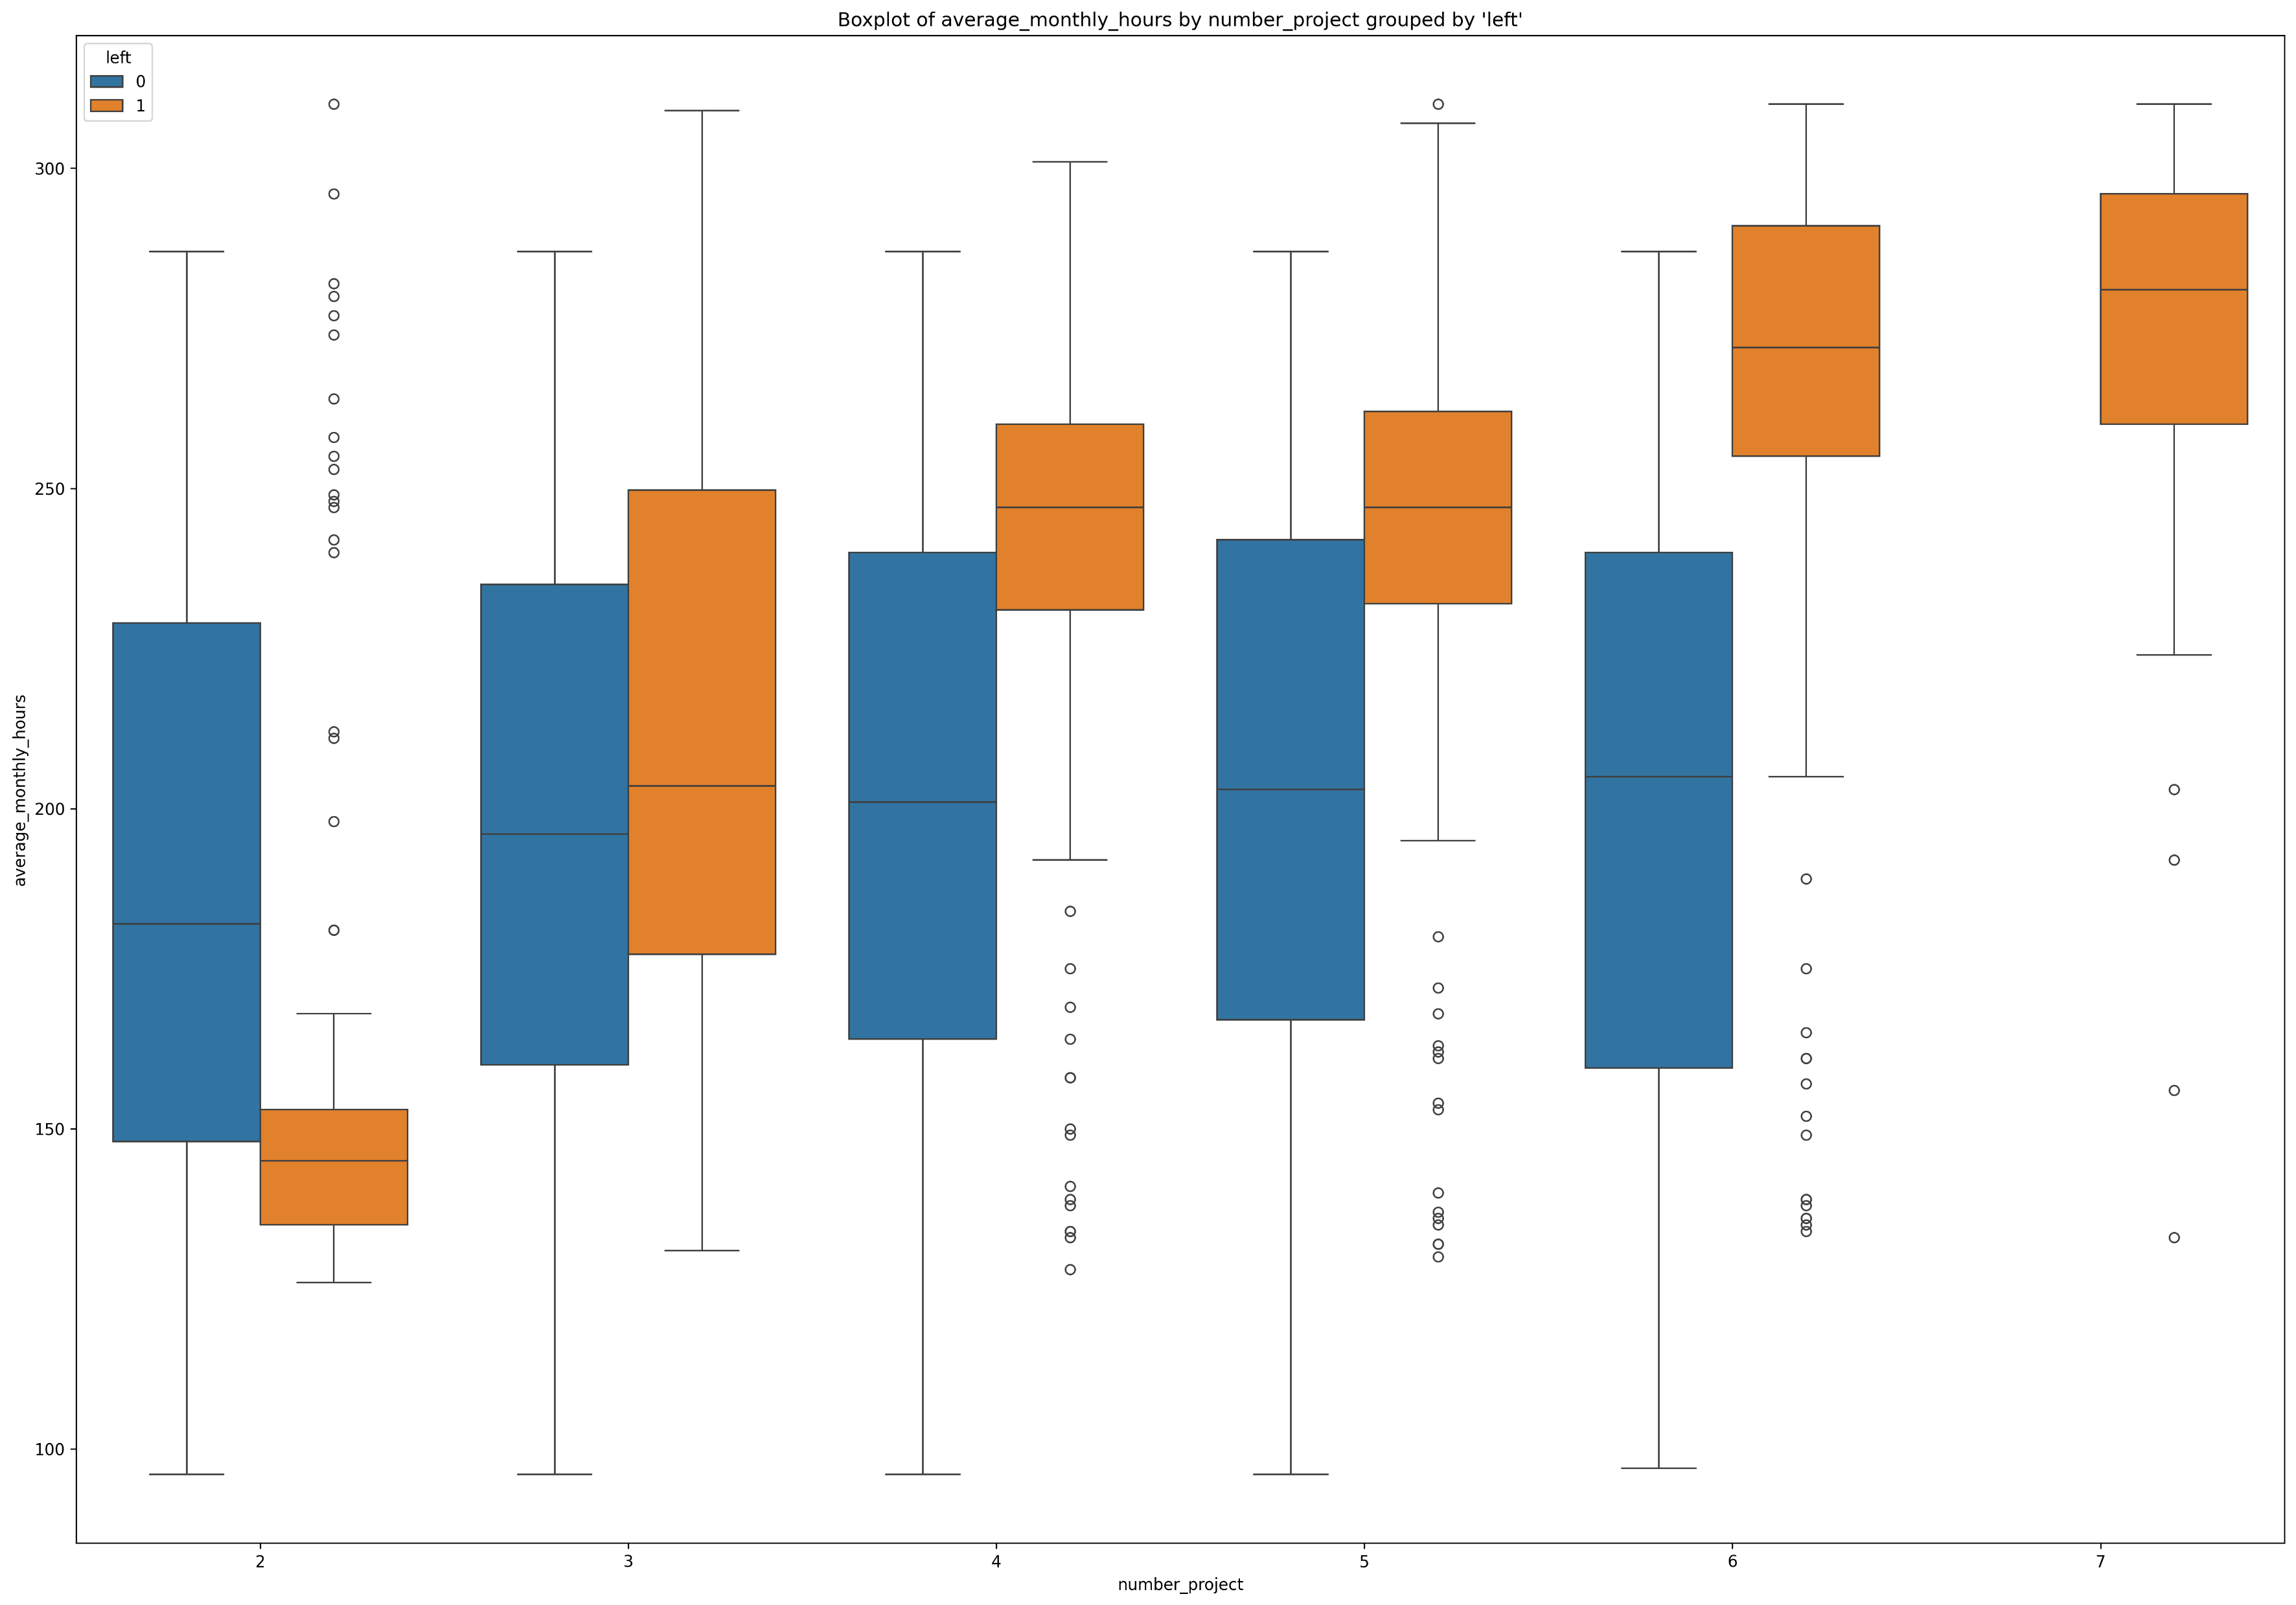 Boxplot of average_monthly_hours by number_project grouped by 'left'
left
0
1
300
250
200
150
100
average_monthly_hours
2 3 4 5 6 7
number_project